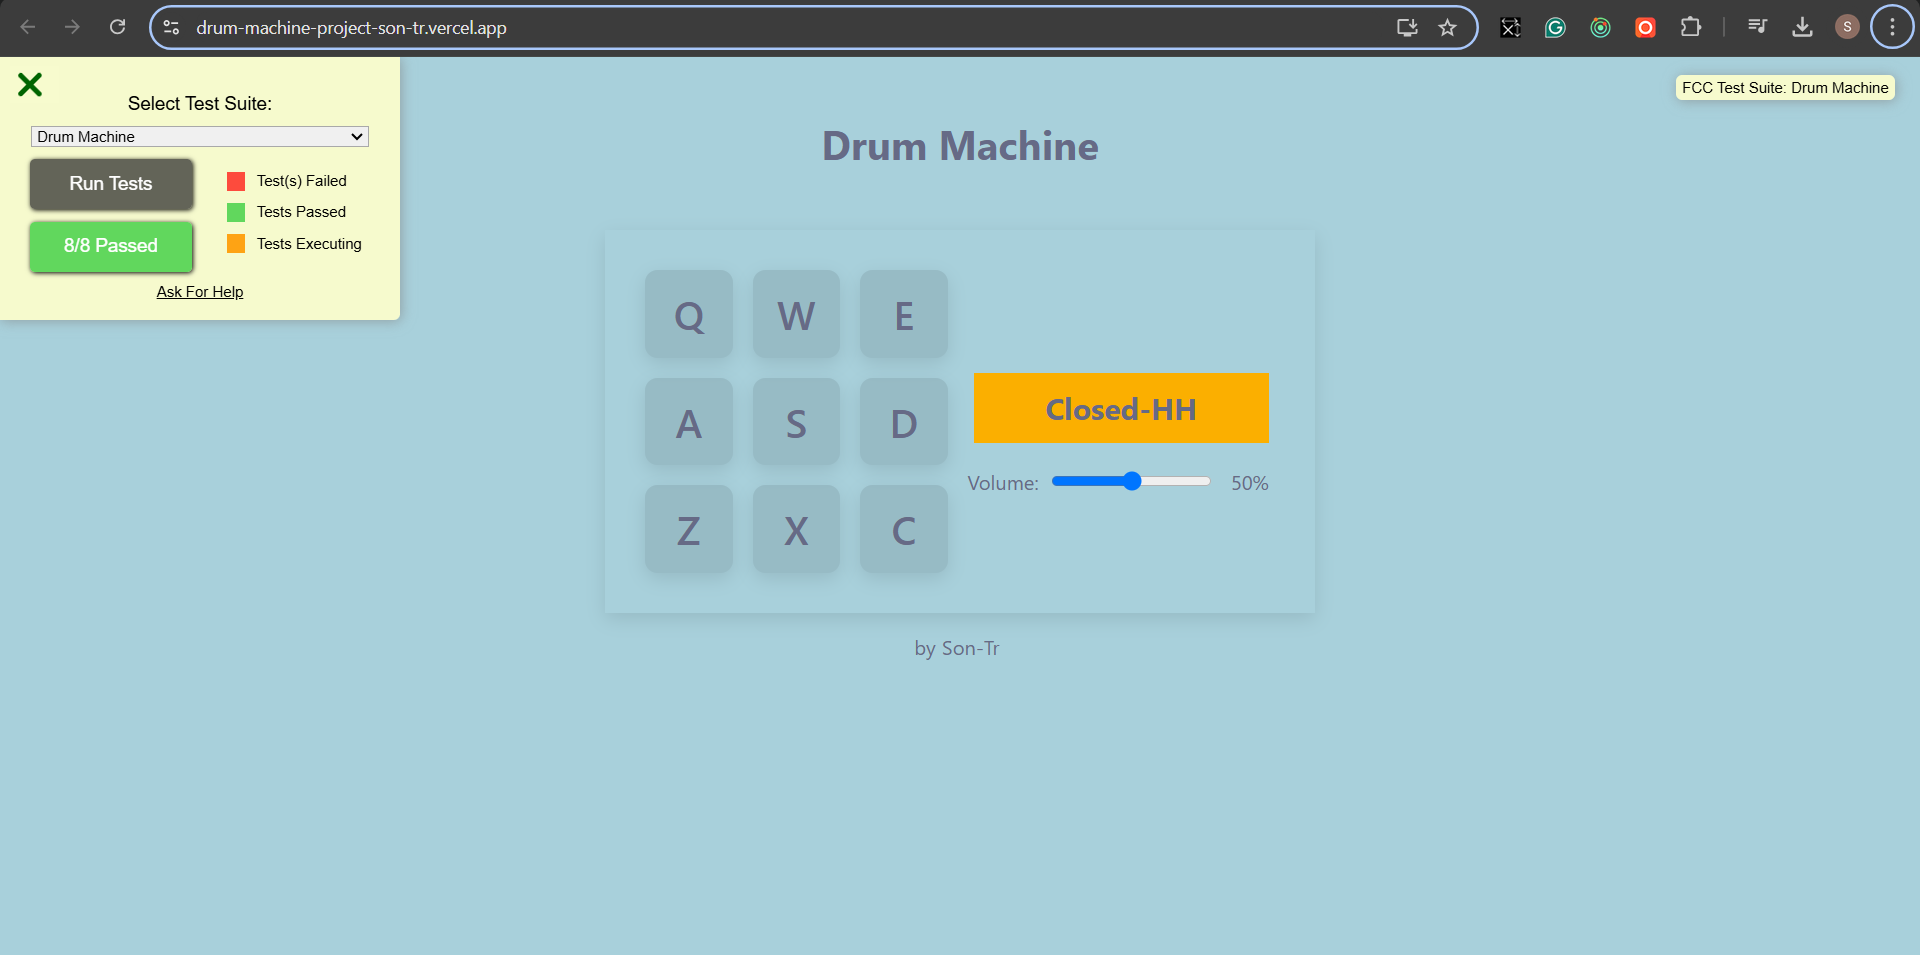 drum-machine-project-son-tr.vercel.app
S
Select Test Suite:
Drum Machine
Run Tests
8/8 Passed
Test(s) Failed
Tests Passed
Tests Executing
Ask For Help
FCC Test Suite: Drum Machine
Drum Machine
Q W E
A S D
Z X C
Closed-HH
Volume: 50%
by Son-Tr